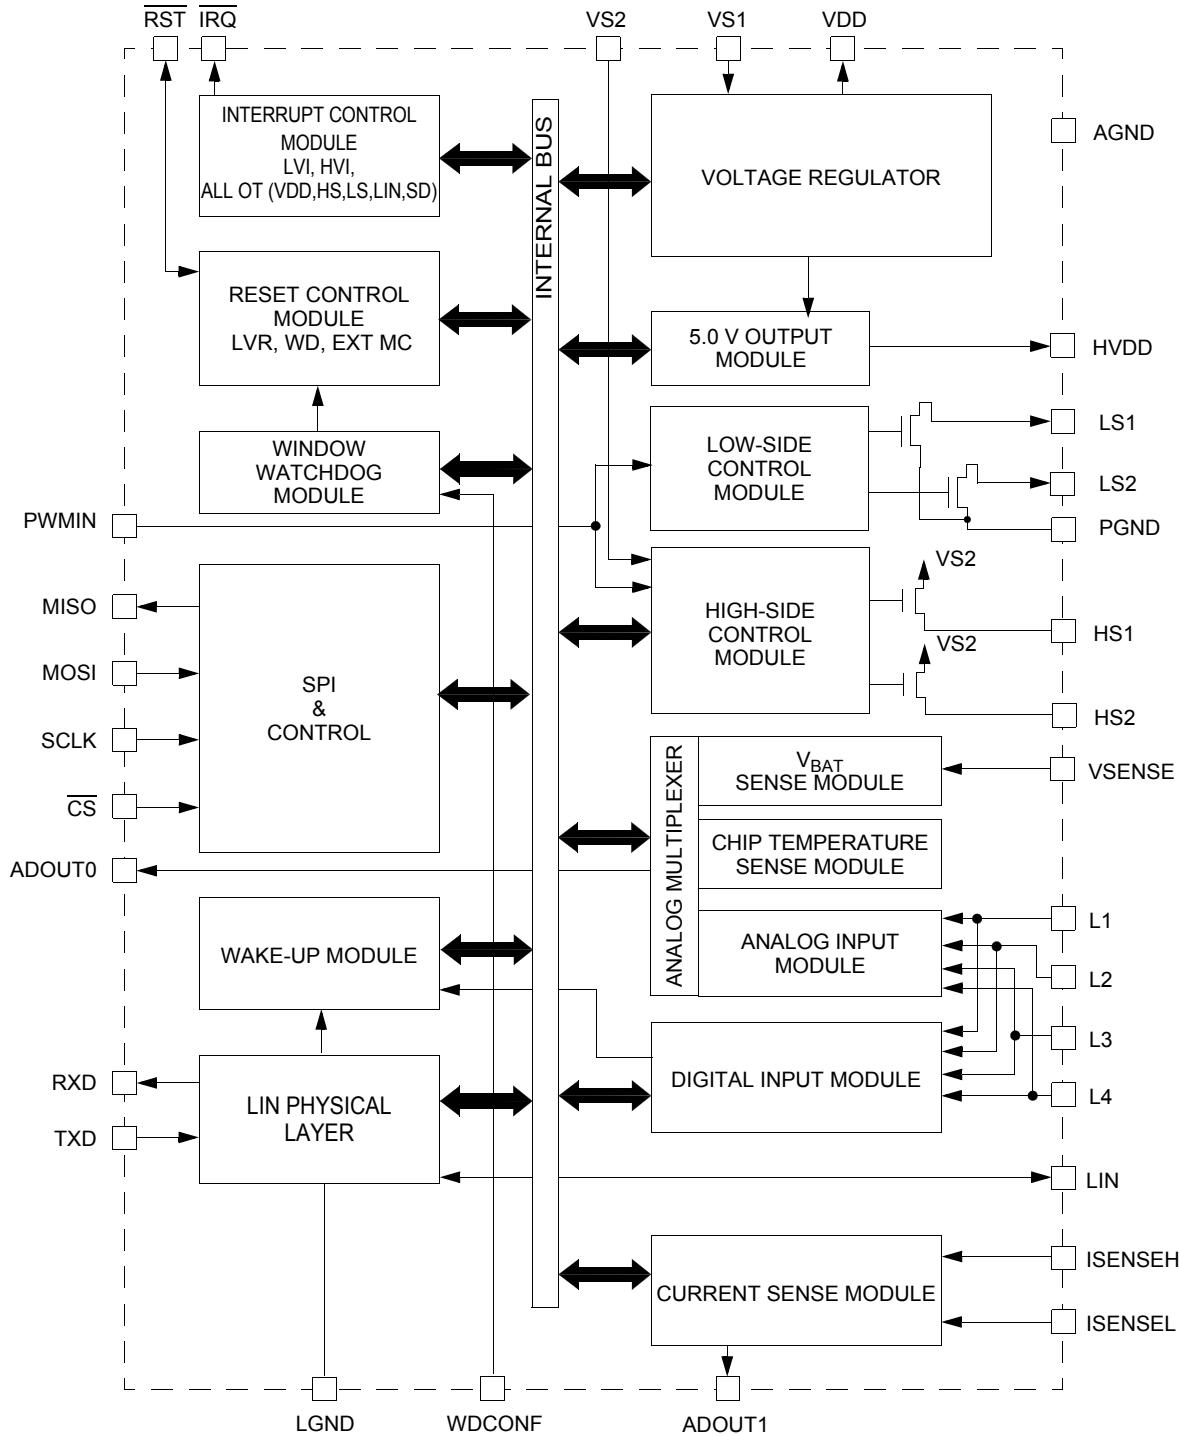 RST IRQ VS2 VS1 VDD
INTERRUPT CONTROL
MODULE
LVI, HVI,
ALL OT (VDD,HS,LS,LIN,SD)
INTERNAL BUS
VOLTAGE REGULATOR
AGND
RESET CONTROL
MODULE
LVR, WD, EXT MC
5.0 V OUTPUT
MODULE
HVDD
WINDOW
WATCHDOG
MODULE
LOW-SIDE
CONTROL
MODULE
LS1
LS2
PGND
PWMIN
MISO
MOSI
SCLK
CS
SPI
&
CONTROL
HIGH-SIDE
CONTROL
MODULE
VS2
HS1
VS2
HS2
ANALOG MULTIPLEXER
VBAT
SENSE MODULE
VSENSE
CHIP TEMPERATURE
SENSE MODULE
ADOUT0
WAKE-UP MODULE
ANALOG INPUT
MODULE
L1
L2
L3
L4
DIGITAL INPUT MODULE
RXD
TXD
LIN PHYSICAL
LAYER
LIN
CURRENT SENSE MODULE
ISENSEH
ISENSEL
LGND WDCONF ADOUT1